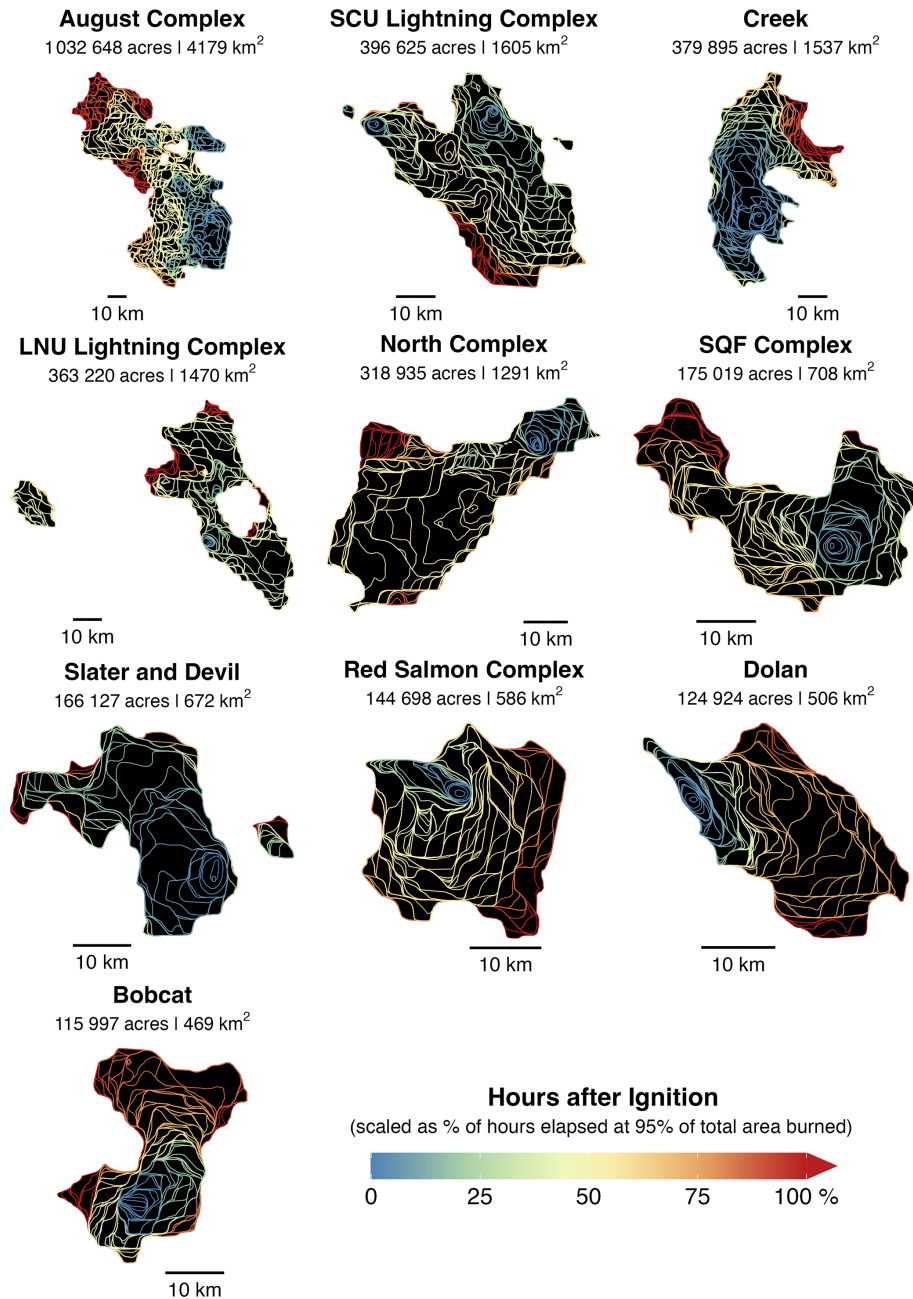 August Complex
1 032 648 acres | 4179 km²
10 km
SCU Lightning Complex
396 625 acres | 1605 km²
10 km
Creek
379 895 acres | 1537 km²
10 km
LNU Lightning Complex
363 220 acres | 1470 km²
10 km
North Complex
318 935 acres | 1291 km²
10 km
SQF Complex
175 019 acres | 708 km²
10 km
Slater and Devil
166 127 acres | 672 km²
10 km
Red Salmon Complex
144 698 acres | 586 km²
10 km
Dolan
124 924 acres | 506 km²
10 km
Bobcat
115 997 acres | 469 km²
10 km
Hours after Ignition
(scaled as % of hours elapsed at 95% of total area burned)
0 25 50 75 100 %